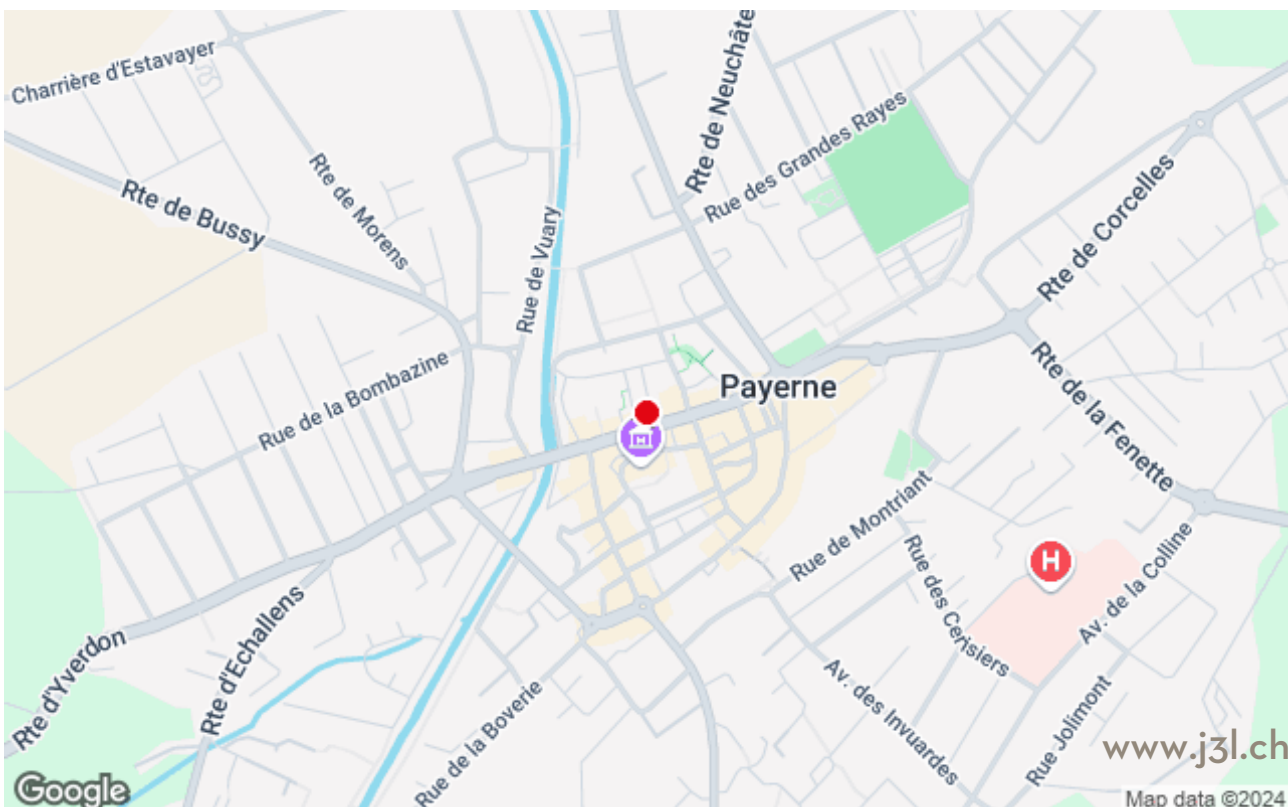 Charrière d'Estavayer
Rte de Neuchâte
Rue des Grandes Rayes
Rte de Morens
Rte de Bussy
Rue de Vuary
Rte de Corcelles
Rue de la Bombazine
Payerne
Rte de la Fenette
Rue de Montriant
H
Rue des Cerisiers
Av. de la Colline
Rte d'Yverdon
Rte d'Echallens
Rue de la Boverie
Av. des Invuardes
Rue Jolimont
www.j3l.ch
Google
Map data ©2024